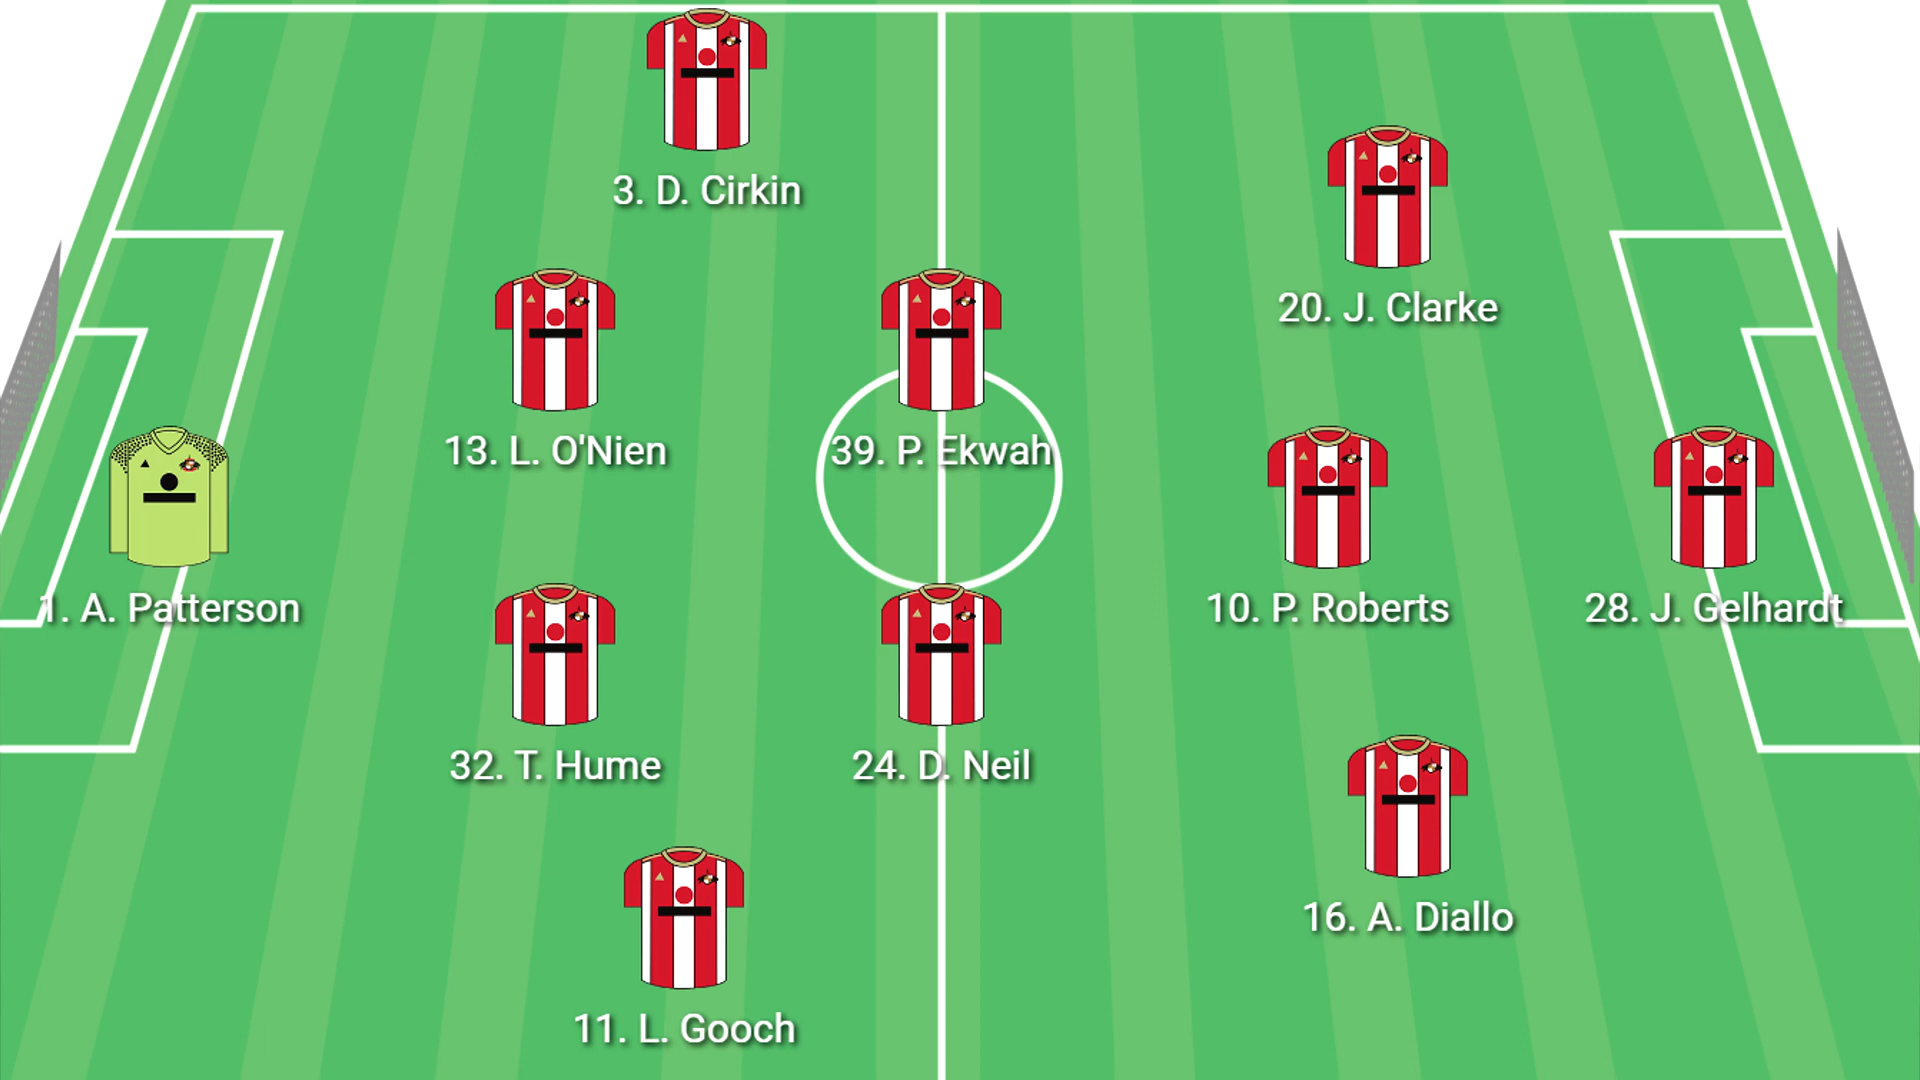 3. D. Cirkin
20. J. Clarke
13. L. O'Nien
39. P. Ekwah
1. A. Patterson
10. P. Roberts
28. J. Gelhardt
32. T. Hume
24. D. Neil
16. A. Diallo
11. L. Gooch